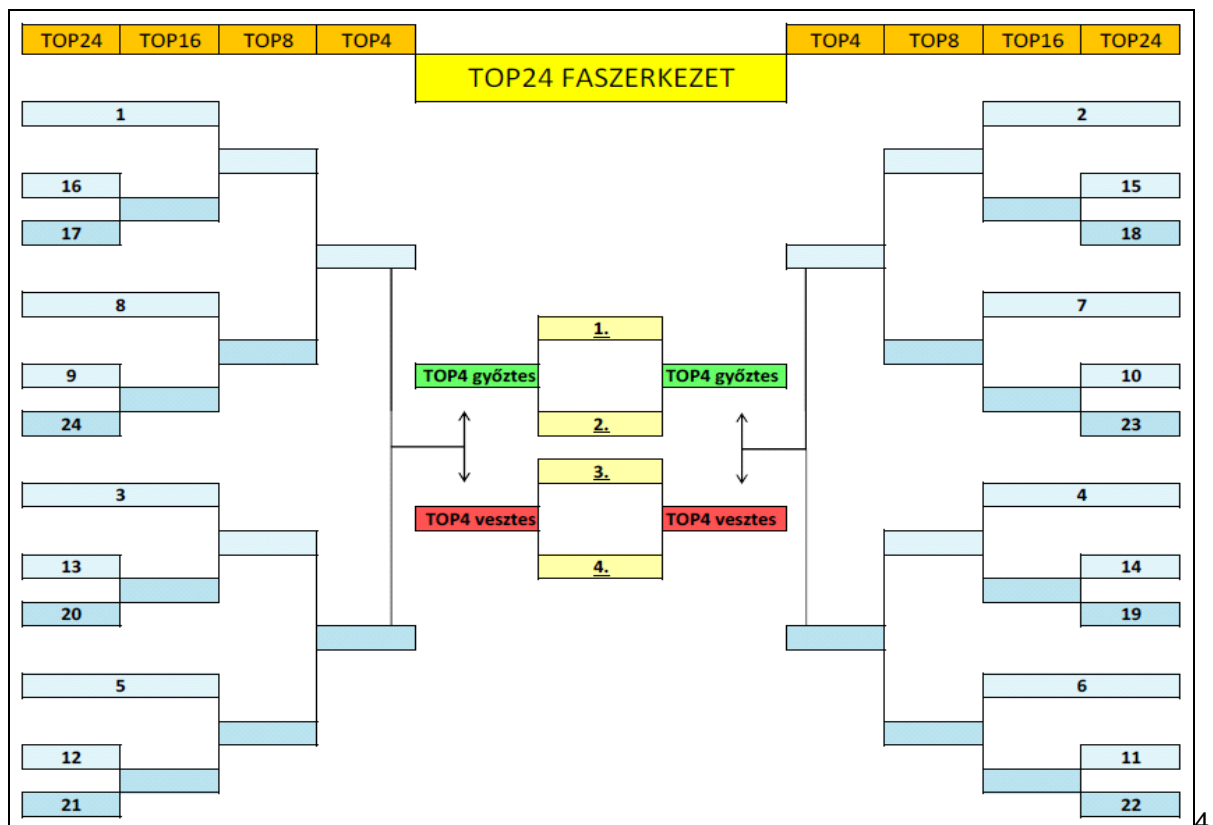 TOP24 TOP16 TOP8 TOP4 TOP4 TOP8 TOP16 TOP24
TOP24 FASZERKEZET
1 2
16 15
17 18
8 7
1.
9 TOP4 győztes TOP4 győztes 10
24 2. 23
3.
3 4
TOP4 vesztes TOP4 vesztes
13 4. 14
20 19
5 6
12 11
21 22
4